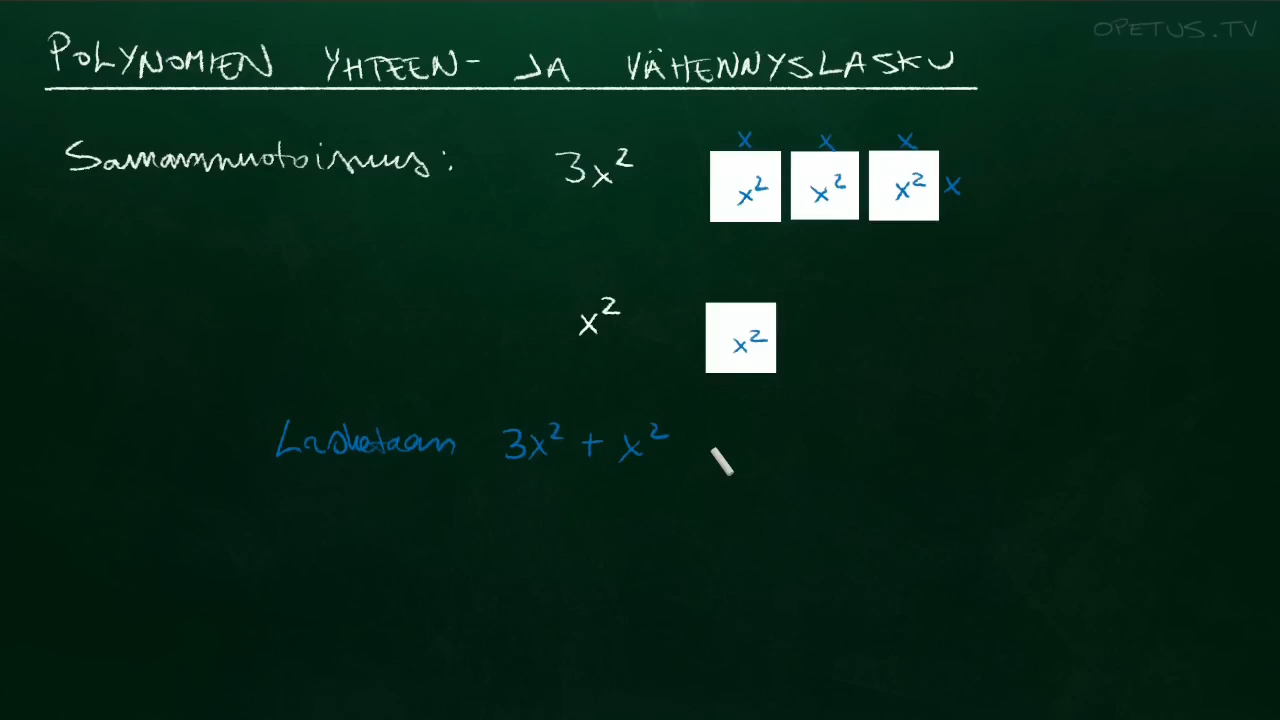 OPETUS.TV
POLYNOMIEN YHTEEN- JA VÄHENNYSLASKU
Samanmuotoisuus: 3x²
x x x
x² x² x² x
x² x²
Lasketaan 3x² + x²